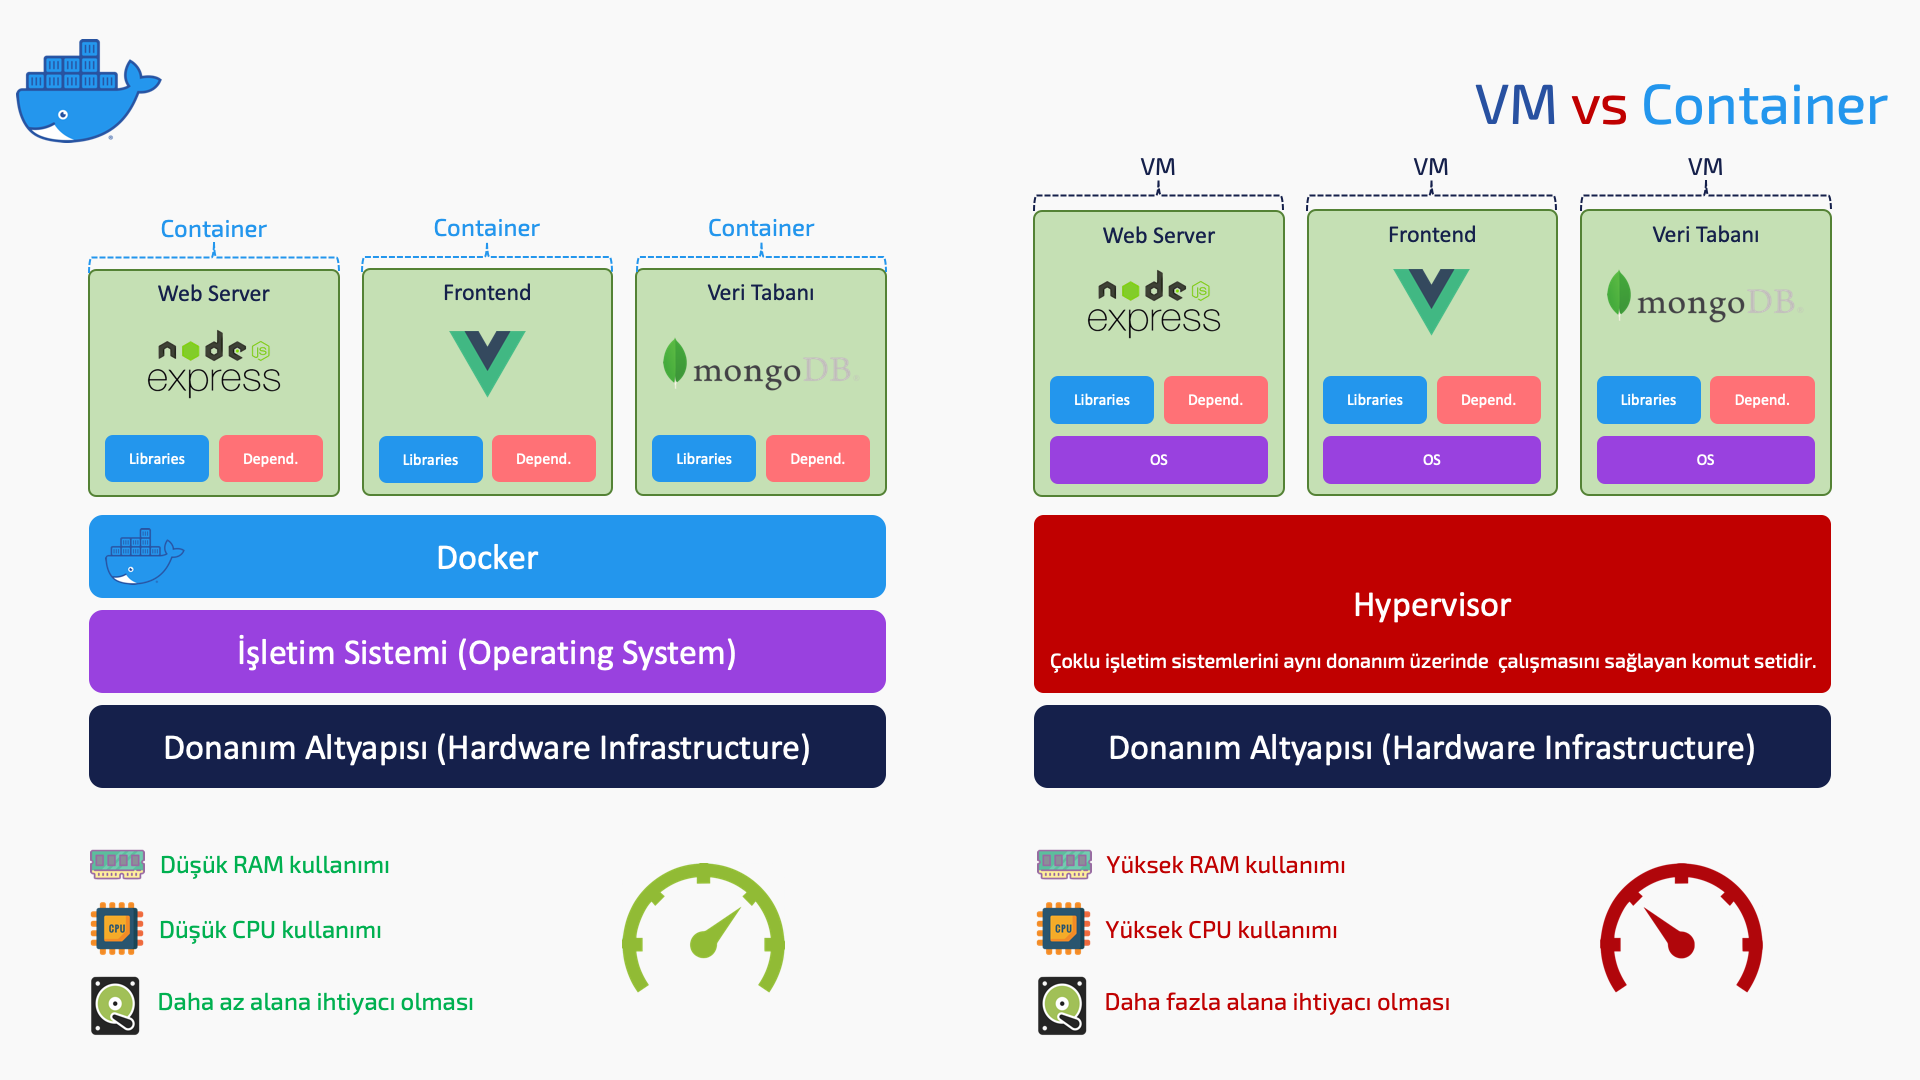 VM vs Container
Container
Container
Container
Web Server
node JS
express
Frontend
Veri Tabanı
mongoDB.
Libraries
Depend.
Libraries
Depend.
Libraries
Depend.
Docker
İşletim Sistemi (Operating System)
Donanım Altyapısı (Hardware Infrastructure)
Düşük RAM kullanımı
CPU
Düşük CPU kullanımı
Daha az alana ihtiyacı olması
VM
VM
VM
Web Server
node JS
express
Frontend
Veri Tabanı
mongoDB.
Libraries
Depend.
Libraries
Depend.
Libraries
Depend.
OS
OS
OS
Hypervisor
Çoklu işletim sistemlerini aynı donanım üzerinde çalışmasını sağlayan komut setidir.
Donanım Altyapısı (Hardware Infrastructure)
Yüksek RAM kullanımı
CPU
Yüksek CPU kullanımı
Daha fazla alana ihtiyacı olması